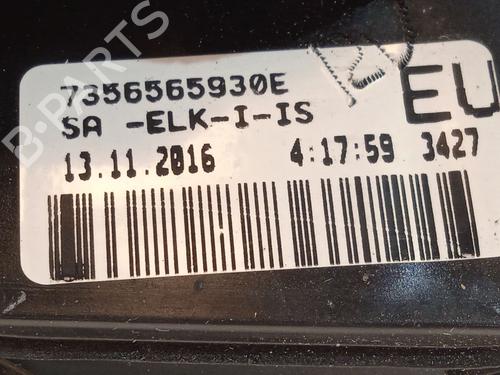 7356565930E
SA -ELK-I-IS
EU
13.11.2016 4:17:59 3427
B-PARTS